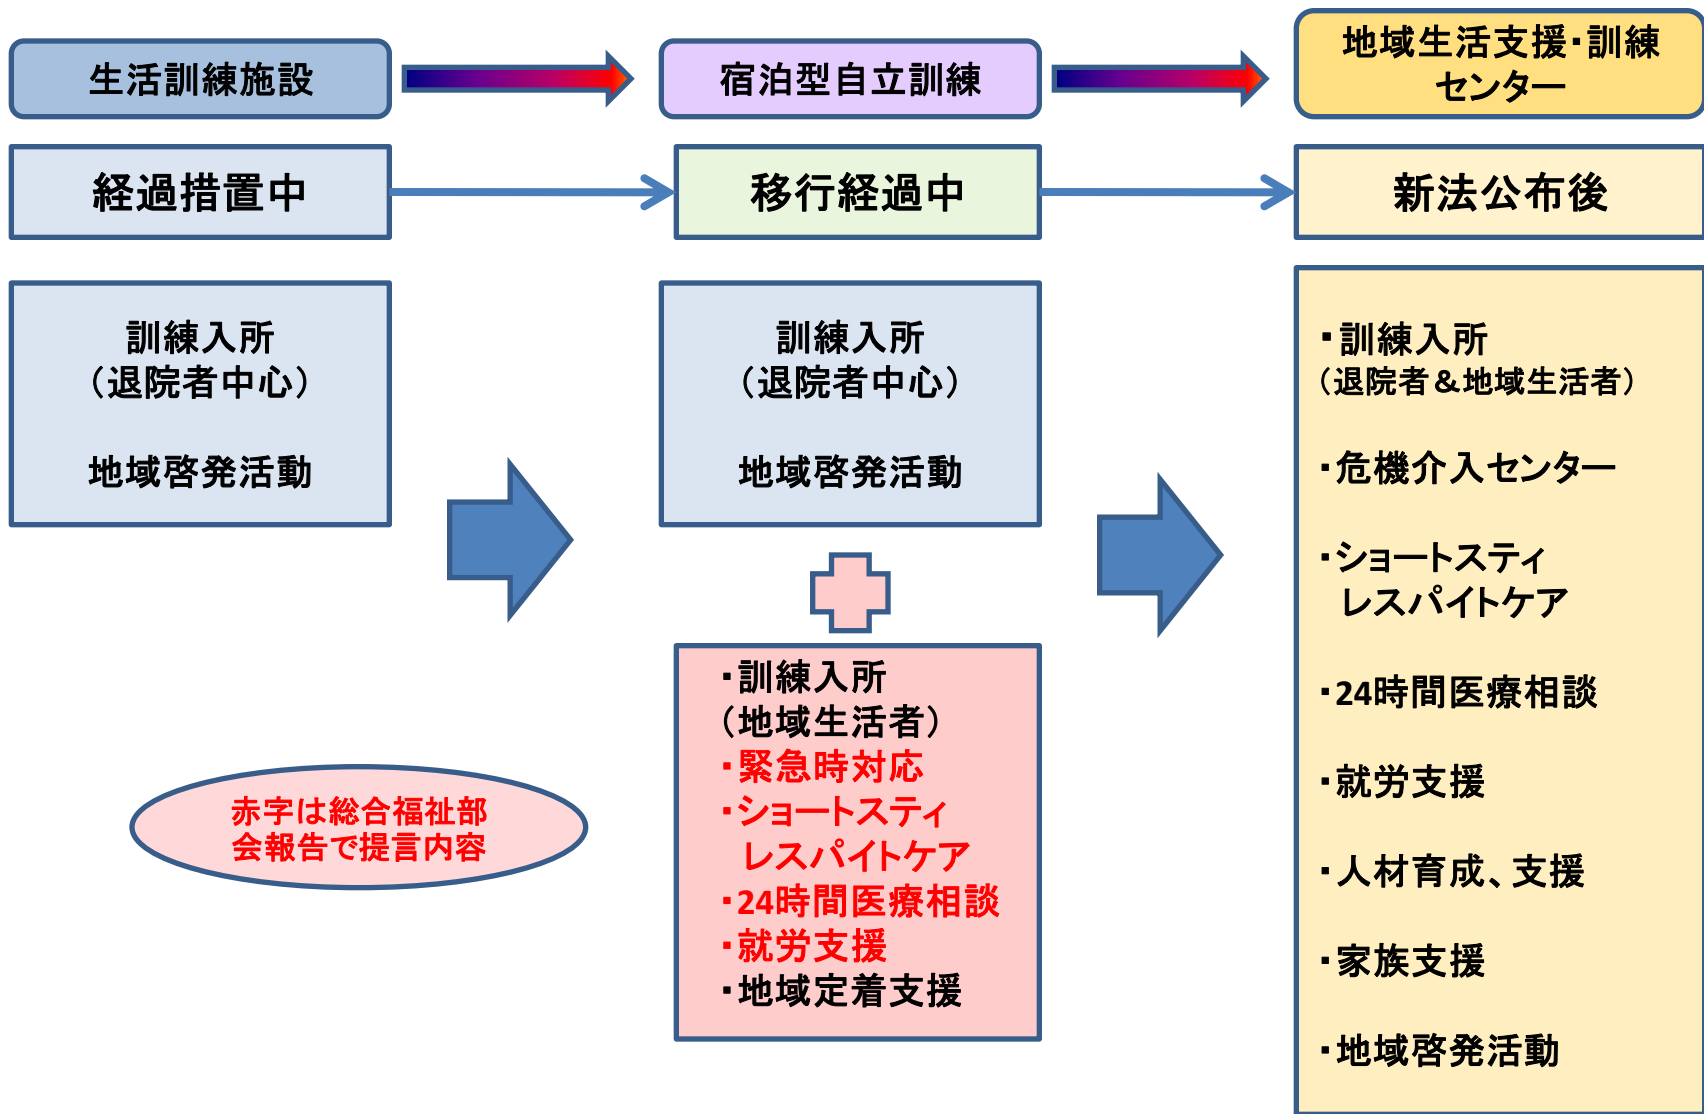 生活訓練施設
宿泊型自立訓練
地域生活支援・訓練
センター
経過措置中
移行経過中
新法公布後
訓練入所
（退院者中心）
地域啓発活動
訓練入所
（退院者中心）
地域啓発活動
・訓練入所
（地域生活者）
・緊急時対応
・ショートスティ
レスパイトケア
・24時間医療相談
・就労支援
・地域定着支援
赤字は総合福祉部
会報告で提言内容
・訓練入所
（退院者＆地域生活者）
・危機介入センター
・ショートスティ
レスパイトケア
・24時間医療相談
・就労支援
・人材育成、支援
・家族支援
・地域啓発活動